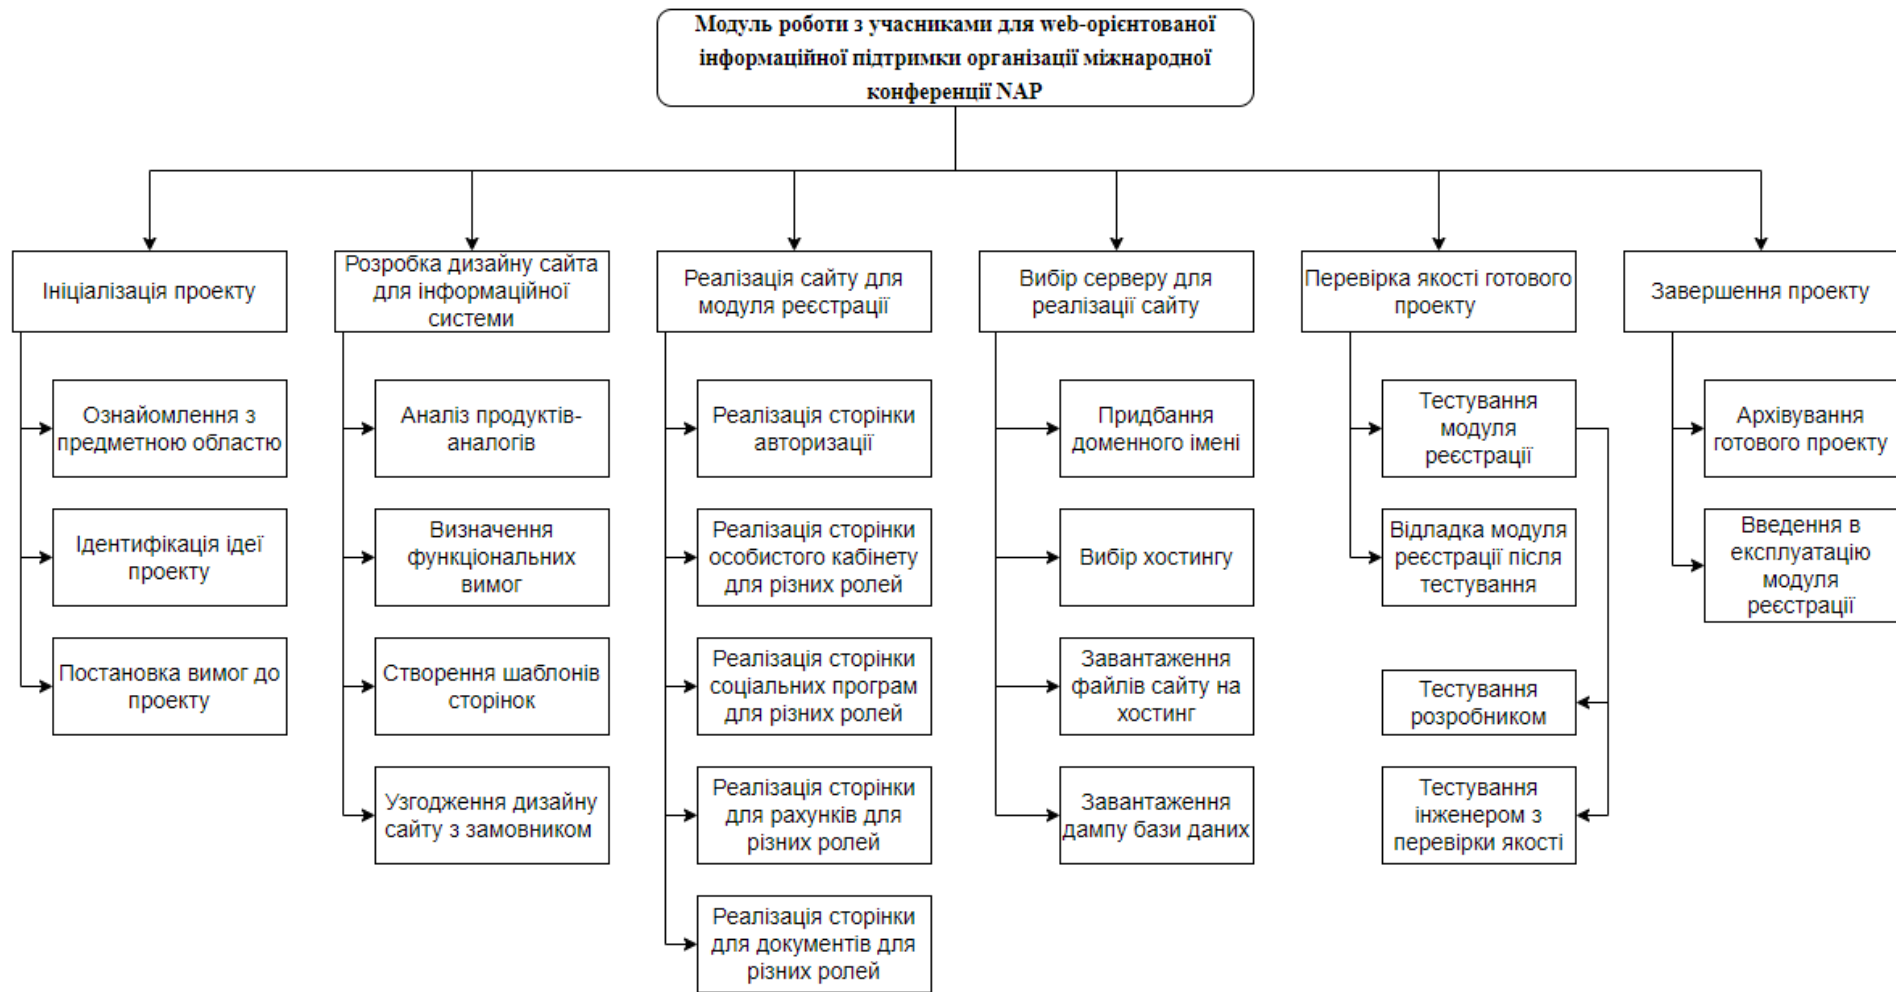 Модуль роботи з учасниками для web-орієнтованої
інформаційної підтримки організації міжнародної
конференції NAP
Ініціалізація проекту
Розробка дизайну сайта
для інформаційної
системи
Реалізація сайту для
модуля реєстрації
Вибір серверу для
реалізації сайту
Перевірка якості готового
проекту
Завершення проекту
Ознайомлення з
предметною областю
Ідентифікація ідеї
проекту
Постановка вимог до
проекту
Аналіз продуктів-
аналогів
Визначення
функціональних
вимог
Створення шаблонів
сторінок
Узгодження дизайну
сайту з замовником
Реалізація сторінки
авторизації
Реалізація сторінки
особистого кабінету
для різних ролей
Реалізація сторінки
соціальних програм
для різних ролей
Реалізація сторінки
для рахунків для
різних ролей
Реалізація сторінки
для документів для
різних ролей
Придбання
доменного імені
Вибір хостингу
Завантаження
файлів сайту на
хостинг
Завантаження
дампу бази даних
Тестування
модуля
реєстрації
Відладка модуля
реєстрації після
тестування
Тестування
розробником
Тестування
інженером з
перевірки якості
Архівування
готового проекту
Введення в
експлуатацію
модуля
реєстрації